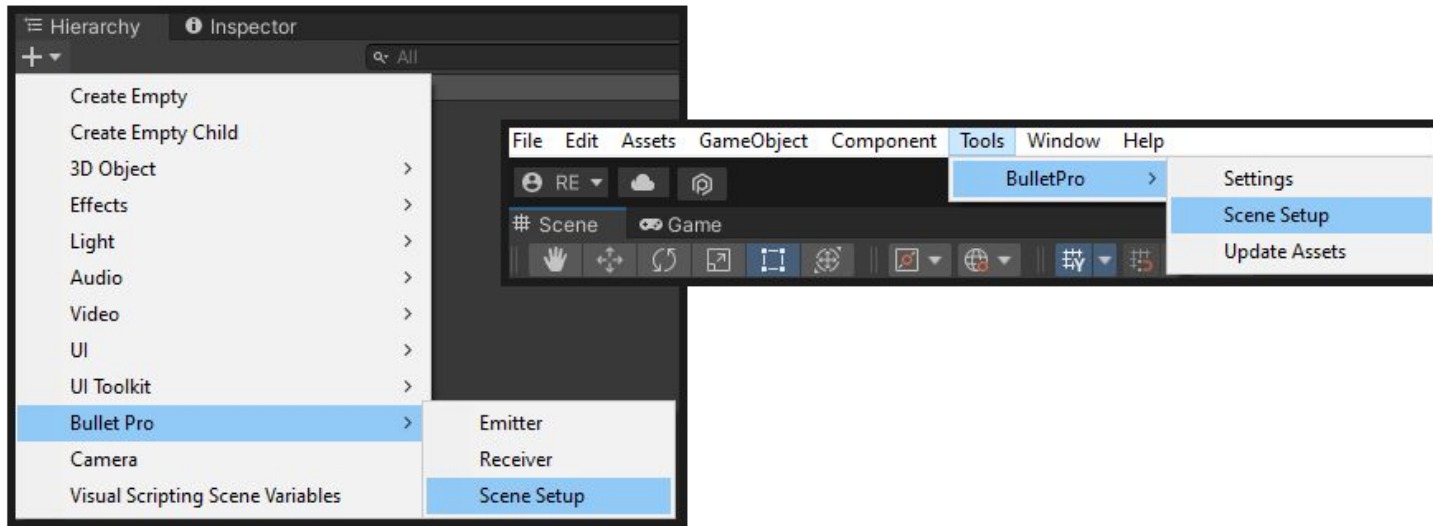 Hierarchy Inspector
All
Create Empty
Create Empty Child
3D Object
Effects
Light
Audio
Video
UI
UI Toolkit
Bullet Pro
Camera
Visual Scripting Scene Variables
Emitter
Receiver
Scene Setup
File Edit Assets GameObject Component Tools Window Help
RE
BulletPro
Settings
Scene Setup
Update Assets
# Scene Game